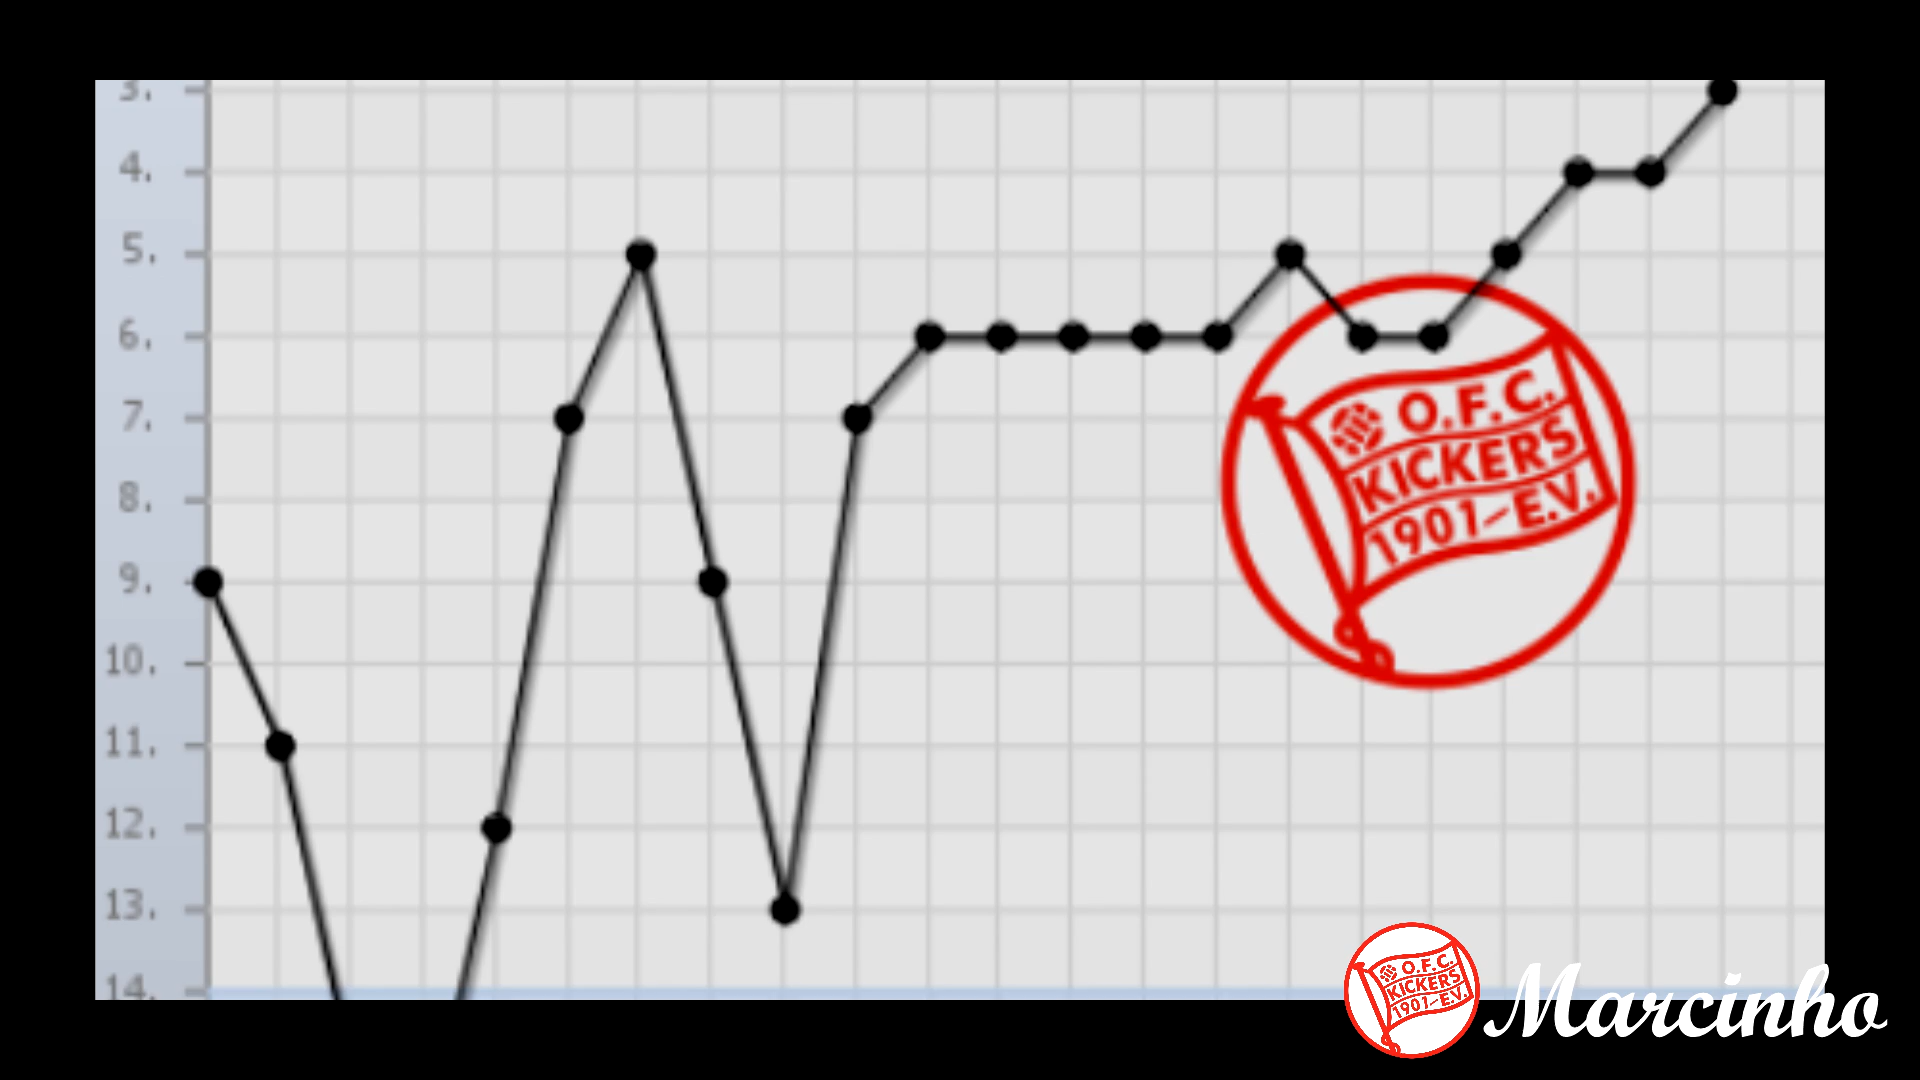 3.
4.
5.
6.
7.
8.
9.
10.
11.
12.
13.
14.
O.F.C.
KICKERS
1901-E.V.
O.F.C.
KICKERS
1901-E.V.
Marcinho